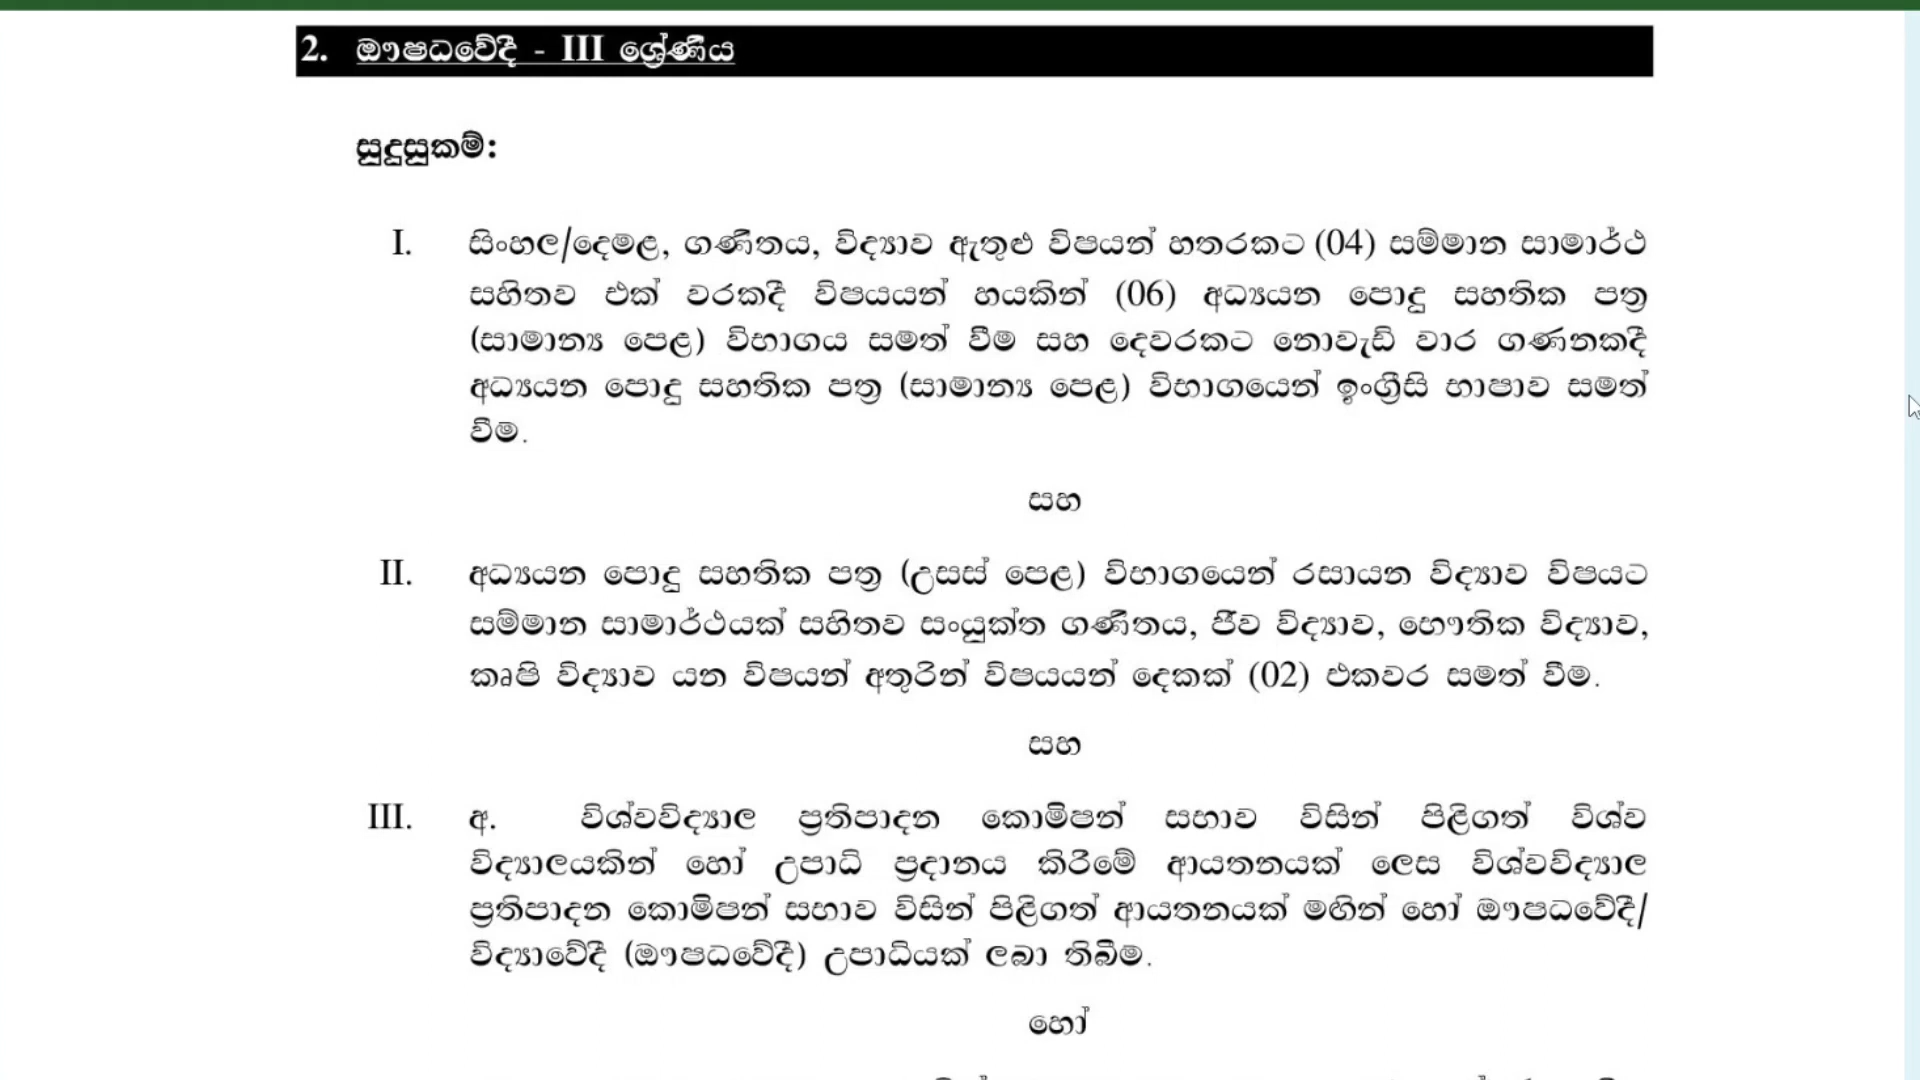 2. ඖෂධවේදී - III ශ්‍රේණිය
සුදුසුකම්:
I. සිංහල/දෙමළ, ගණිතය, විද්‍යාව ඇතුළු විෂයන් හතරකට (04) සම්මාන සාමාර්ථ
සහිතව එක් වරකදී විෂයයන් හයකින් (06) අධ්‍යයන පොදු සහතික පත්‍ර
(සාමාන්‍ය පෙළ) විභාගය සමත් වීම සහ දෙවරකට නොවැඩි වාර ගණනකදී
අධ්‍යයන පොදු සහතික පත්‍ර (සාමාන්‍ය පෙළ) විභාගයෙන් ඉංග්‍රීසි භාෂාව සමත්
වීම.
සහ
II. අධ්‍යයන පොදු සහතික පත්‍ර (උසස් පෙළ) විභාගයෙන් රසායන විද්‍යාව විෂයට
සම්මාන සාමාර්ථයක් සහිතව සංයුක්ත ගණිතය, ජීව විද්‍යාව, භෞතික විද්‍යාව,
කෘෂි විද්‍යාව යන විෂයන් අතුරින් විෂයයන් දෙකක් (02) එකවර සමත් වීම.
සහ
III. අ. විශ්වවිද්‍යාල ප්‍රතිපාදන කොමිෂන් සභාව විසින් පිළිගත් විශ්ව
විද්‍යාලයකින් හෝ උපාධි ප්‍රදානය කිරීමේ ආයතනයක් ලෙස විශ්වවිද්‍යාල
ප්‍රතිපාදන කොමිෂන් සභාව විසින් පිළිගත් ආයතනයක් මඟින් හෝ ඖෂධවේදී/
විද්‍යාවේදී (ඖෂධවේදී) උපාධියක් ලබා තිබීම.
හෝ